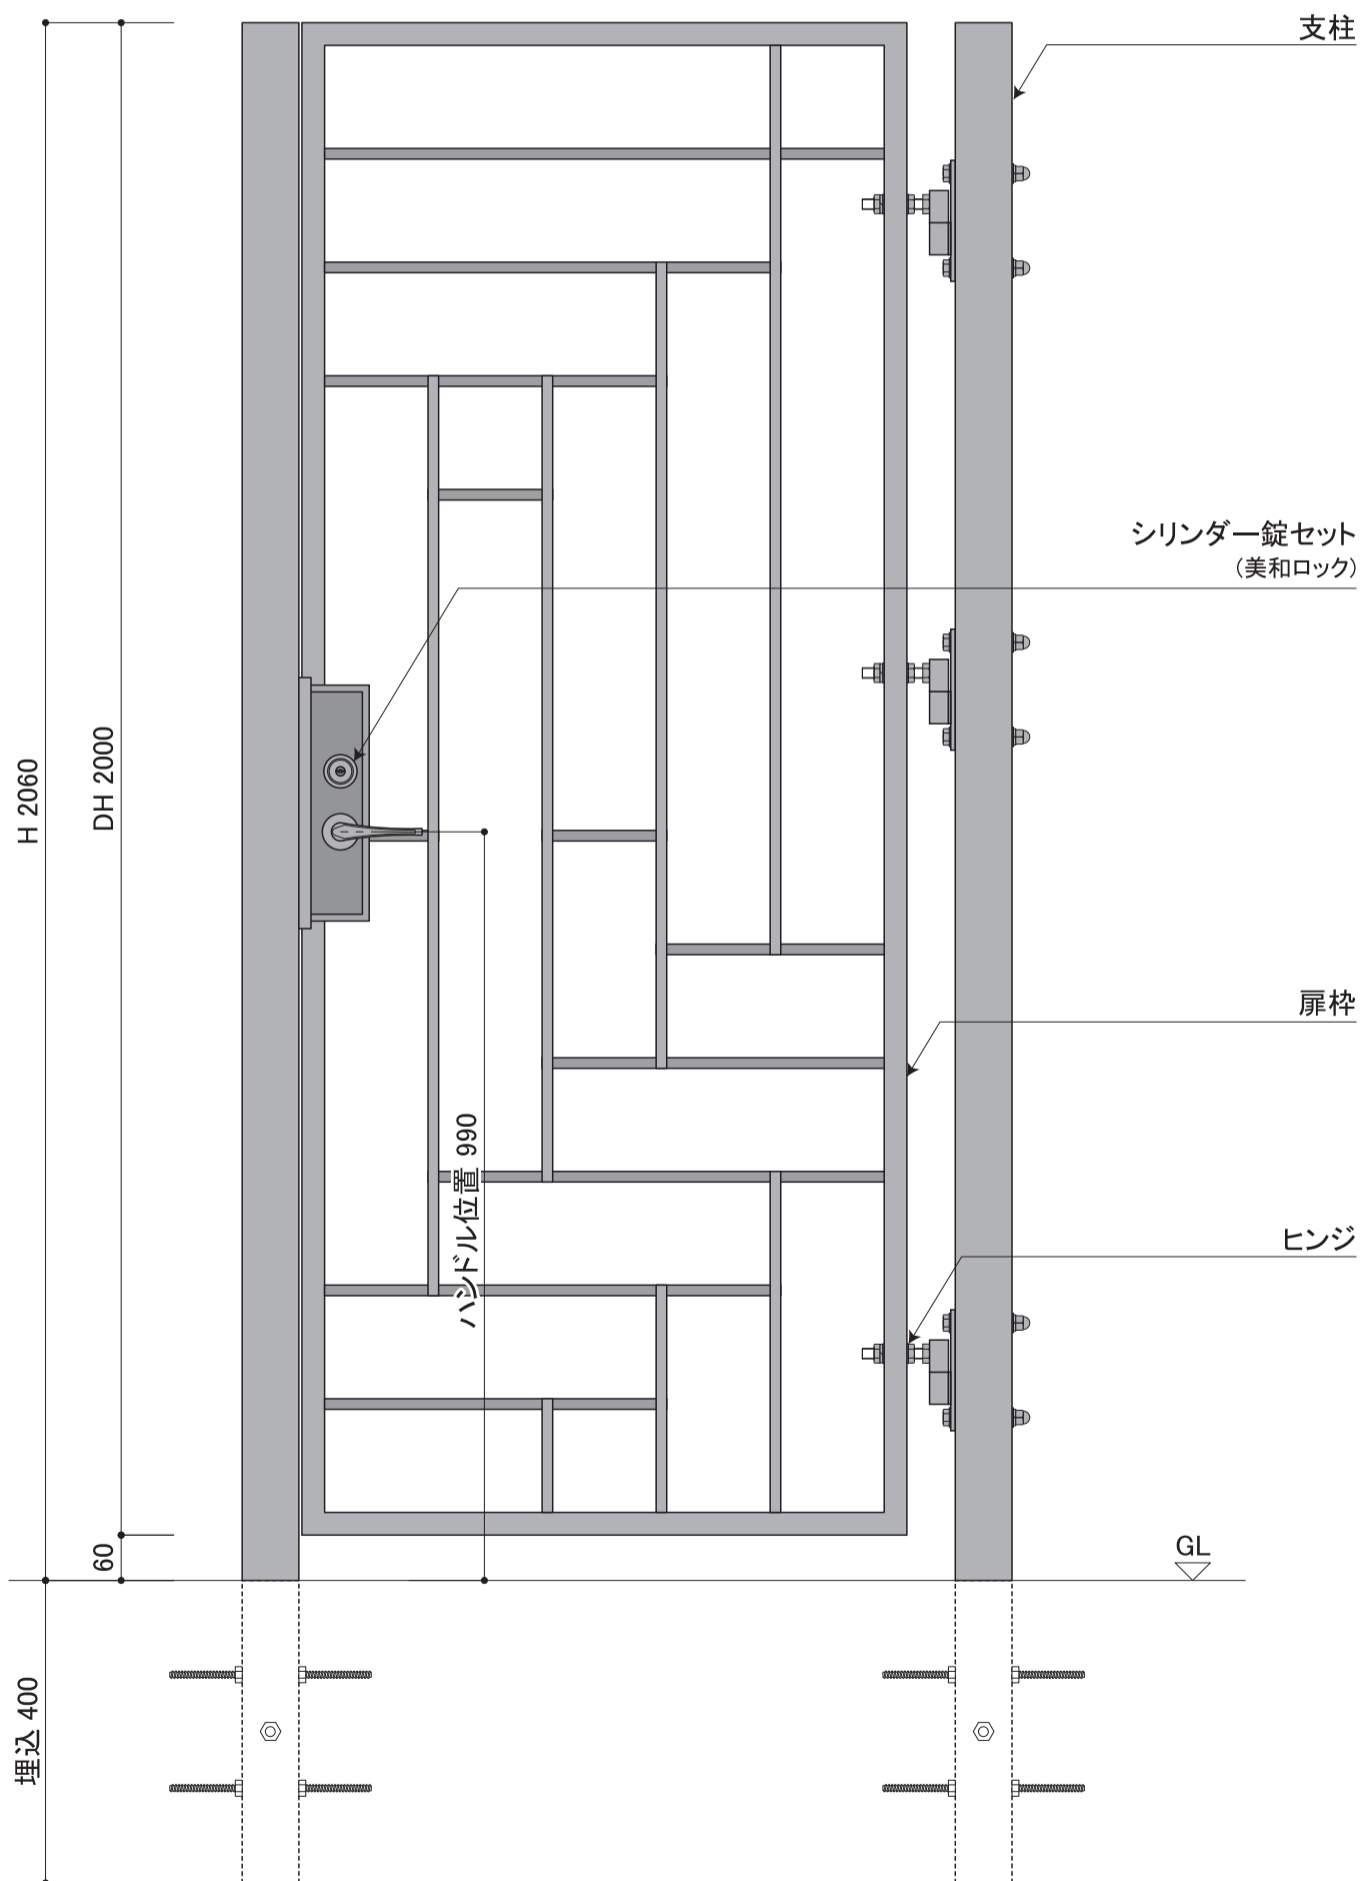 支柱
シリンダー錠セット
（美和ロック）
H 2060
DH 2000
扉枠
ハンドル位置 990
ヒンジ
60
GL
埋込 400